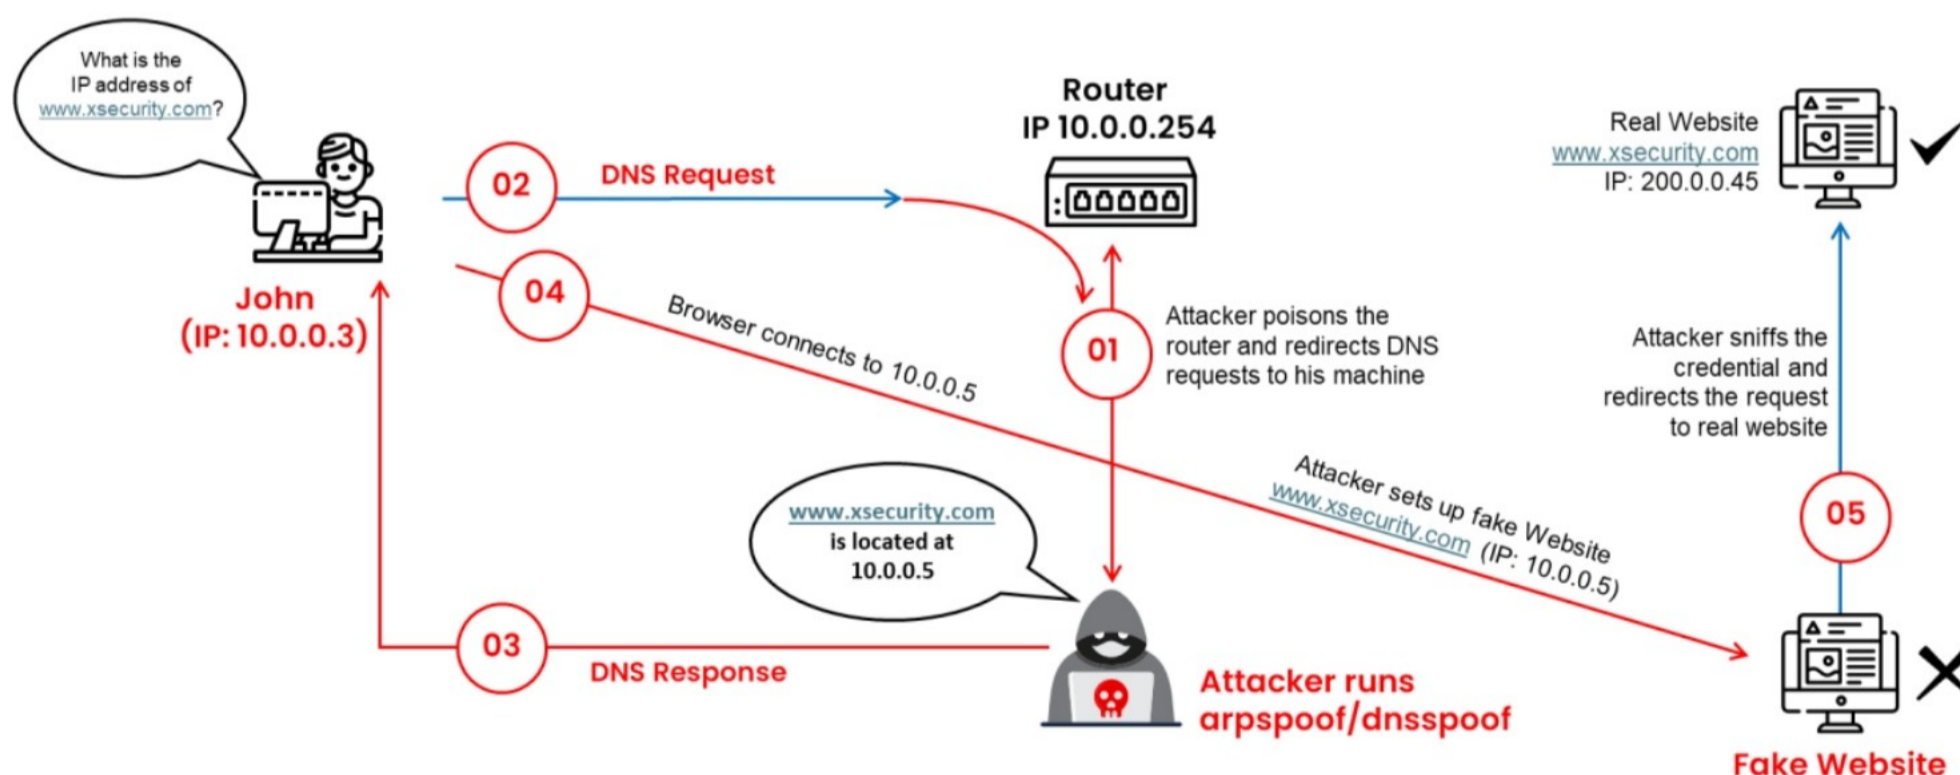 What is the
IP address of
www.xsecurity.com?
Router
IP 10.0.0.254
Real Website
www.xsecurity.com
IP: 200.0.0.45
02
DNS Request
04
Browser connects to 10.0.0.5
John
(IP: 10.0.0.3)
01
Attacker poisons the
router and redirects DNS
requests to his machine
Attacker sniffs the
credential and
redirects the request
to real website
Attacker sets up fake Website
www.xsecurity.com (IP: 10.0.0.5)
05
www.xsecurity.com
is located at
10.0.0.5
03
DNS Response
Attacker runs
arpspoof/dnsspoof
Fake Website